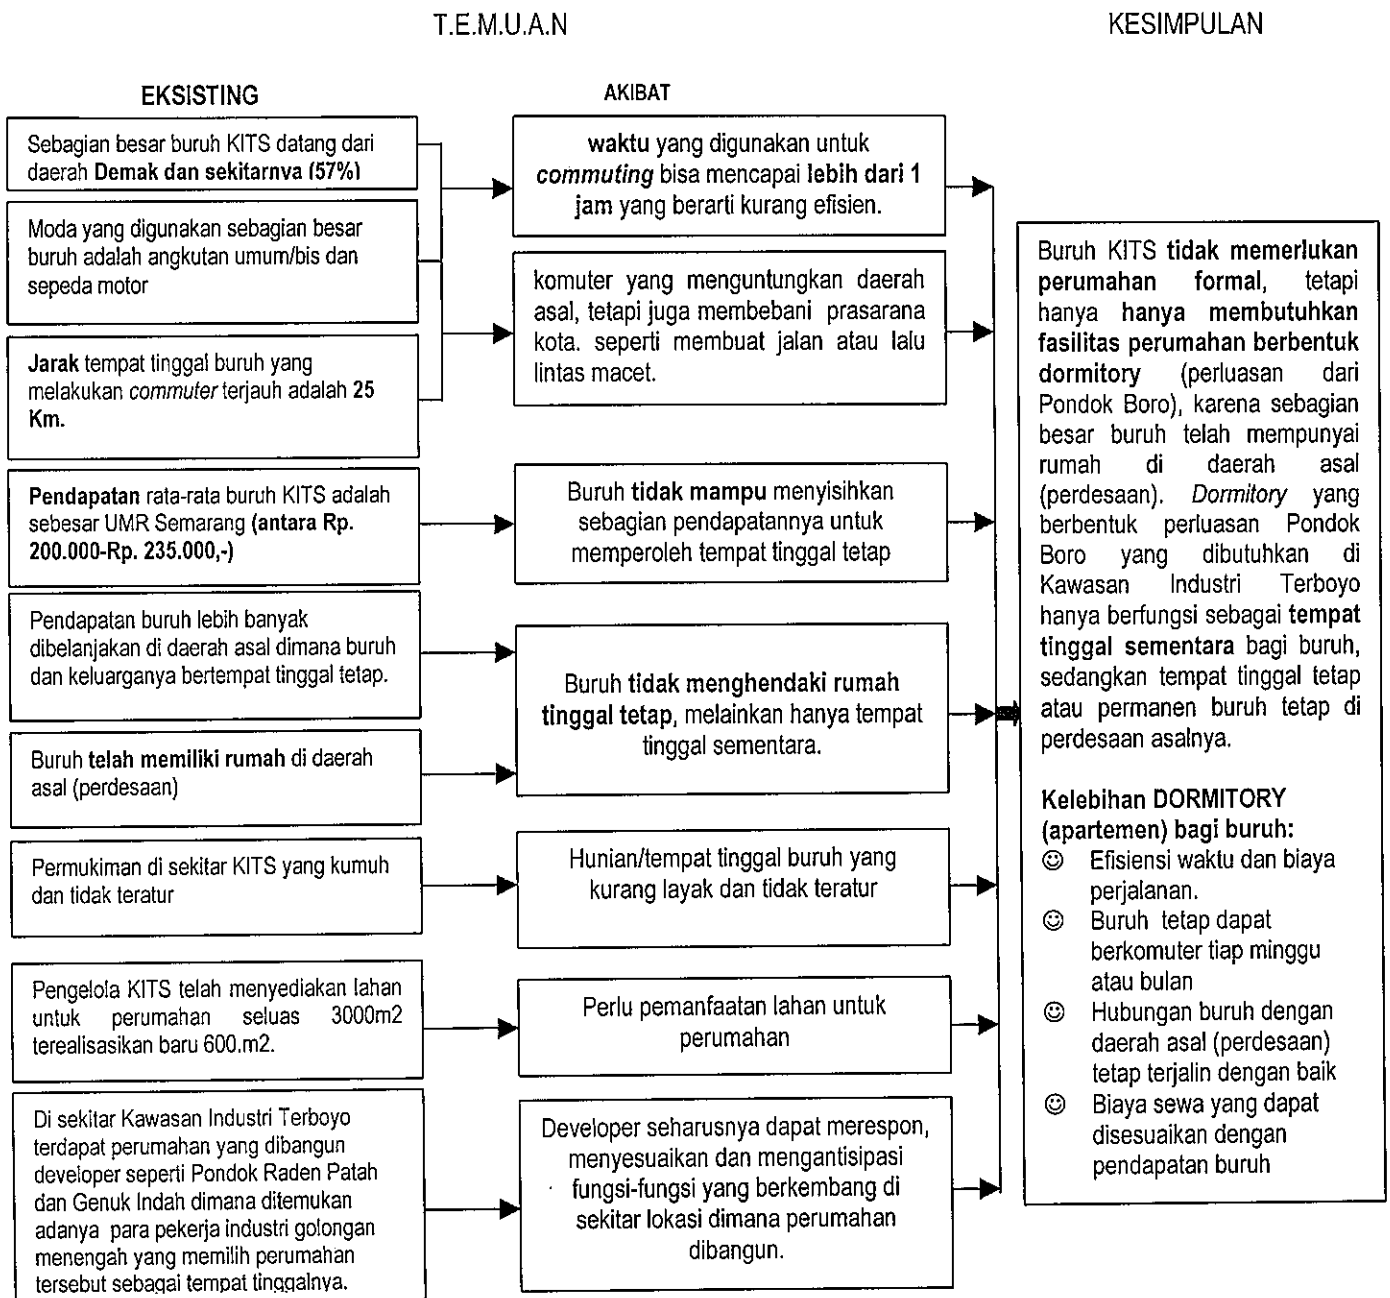 T.E.M.U.A.N
KESIMPULAN
EKSISTING
AKIBAT
Sebagian besar buruh KITS datang dari
daerah Demak dan sekitarnva (57%)
Moda yang digunakan sebagian besar
buruh adalah angkutan umum/bis dan
sepeda motor
Jarak tempat tinggal buruh yang
melakukan commuter terjauh adalah 25
Km.
Pendapatan rata-rata buruh KITS adalah
sebesar UMR Semarang (antara Rp.
200.000-Rp. 235.000,-)
Pendapatan buruh lebih banyak
dibelanjakan di daerah asal dimana buruh
dan keluarganya bertempat tinggal tetap.
Buruh telah memiliki rumah di daerah
asal (perdesaan)
Permukiman di sekitar KITS yang kumuh
dan tidak teratur
Pengelola KITS telah menyediakan lahan
untuk perumahan seluas 3000m2
terealisasikan baru 600.m2.
Di sekitar Kawasan Industri Terboyo
terdapat perumahan yang dibangun
developer seperti Pondok Raden Patah
dan Genuk Indah dimana ditemukan
adanya para pekerja industri golongan
menengah yang memilih perumahan
tersebut sebagai tempat tinggalnya.
waktu yang digunakan untuk
commuting bisa mencapai lebih dari 1
jam yang berarti kurang efisien.
komuter yang menguntungkan daerah
asal, tetapi juga membebani prasarana
kota. seperti membuat jalan atau lalu
lintas macet.
Buruh tidak mampu menyisihkan
sebagian pendapatannya untuk
memperoleh tempat tinggal tetap
Buruh tidak menghendaki rumah
tinggal tetap, melainkan hanya tempat
tinggal sementara.
Hunian/tempat tinggal buruh yang
kurang layak dan tidak teratur
Perlu pemanfaatan lahan untuk
perumahan
Developer seharusnya dapat merespon,
menyesuaikan dan mengantisipasi
fungsi-fungsi yang berkembang di
sekitar lokasi dimana perumahan
dibangun.
Buruh KITS tidak memerlukan
perumahan formal, tetapi
hanya hanya membutuhkan
fasilitas perumahan berbentuk
dormitory (perluasan dari
Pondok Boro), karena sebagian
besar buruh telah mempunyai
rumah di daerah asal
(perdesaan). Dormitory yang
berbentuk perluasan Pondok
Boro yang dibutuhkan di
Kawasan Industri Terboyo
hanya berfungsi sebagai tempat
tinggal sementara bagi buruh,
sedangkan tempat tinggal tetap
atau permanen buruh tetap di
perdesaan asalnya.
Kelebihan DORMITORY
(apartemen) bagi buruh:
☺ Efisiensi waktu dan biaya
perjalanan.
☺ Buruh tetap dapat
berkomuter tiap minggu
atau bulan
☺ Hubungan buruh dengan
daerah asal (perdesaan)
tetap terjalin dengan baik
☺ Biaya sewa yang dapat
disesuaikan dengan
pendapatan buruh